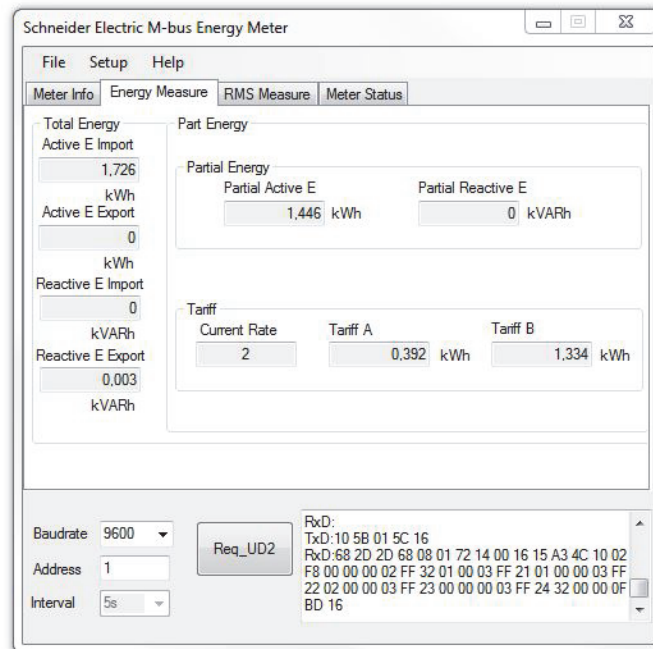 Schneider Electric M-bus Energy Meter
File Setup Help
Meter Info Energy Measure RMS Measure Meter Status
Total Energy
Active E Import
1,726
kWh
Active E Export
0
kWh
Reactive E Import
0
kVARh
Reactive E Export
0,003
kVARh
Part Energy
Partial Energy
Partial Active E Partial Reactive E
1,446 kWh 0 kVARh
Tariff
Current Rate Tariff A Tariff B
2 0,392 kWh 1,334 kWh
Baudrate 9600
Address 1
Interval 5s
Req_UD2
RxD:
TxD:10 5B 01 5C 16
RxD:68 2D 2D 68 08 01 72 14 00 16 15 A3 4C 10 02
F8 00 00 00 02 FF 32 01 00 03 FF 21 01 00 00 03 FF
22 02 00 00 03 FF 23 00 00 00 03 FF 24 32 00 00 0F
BD 16